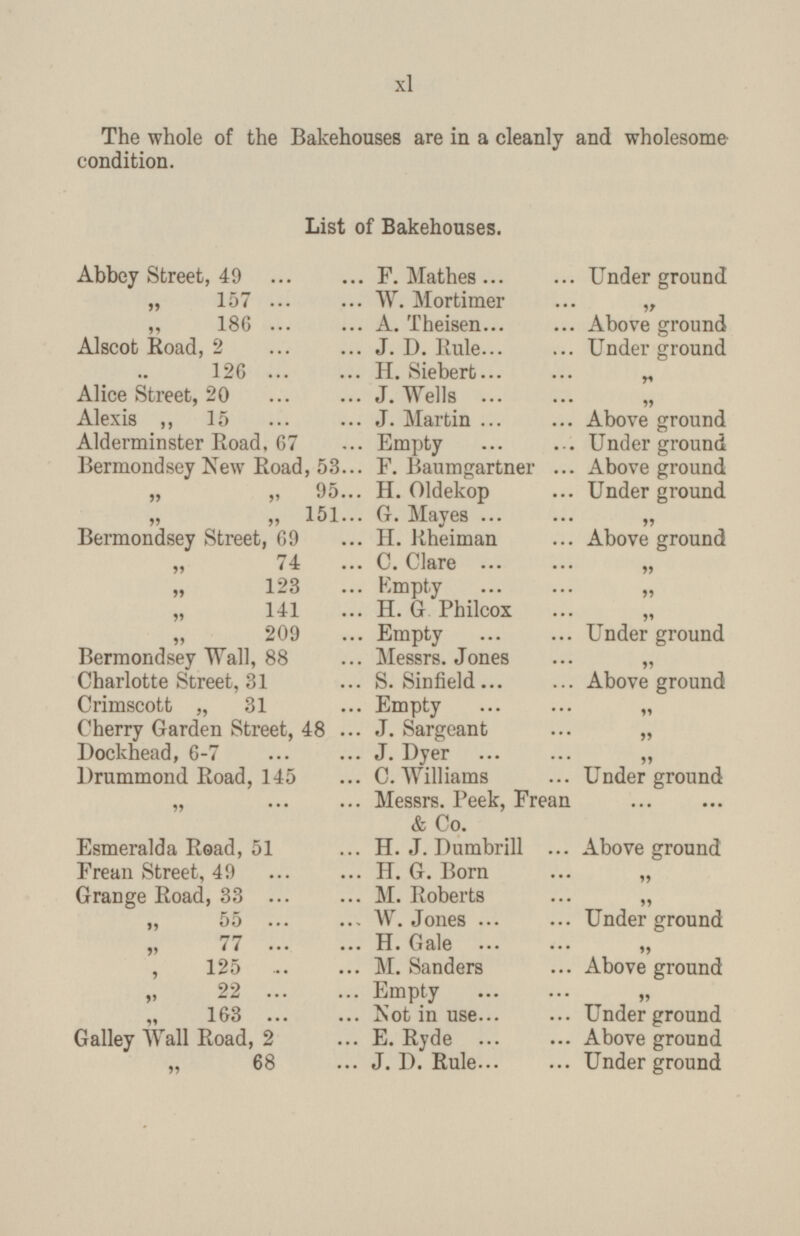 xl
The whole of the Bakehouses are in a cleanly and wholesome
condition.
List of Bakehouses.
Abbey Street, 49 ... ... F. Mathes ... ... Under ground
„ 157 ... ... W. Mortimer ... „
„ 186 ... ... A. Theisen... ... Above ground
Alscot Road, 2 ... ... J. D. Rule... ... Under ground
.. 126 ... ... H. Siebert... ... „
Alice Street, 20 ... ... J. Wells ... ... „
Alexis „ 15 ... ... J. Martin ... ... Above ground
Alderminster Road, 67 ... Empty ... ... Under ground
Bermondsey New Road, 53... F. Baumgartner ... Above ground
„ „ 95... H. Oldekop ... Under ground
„ „ 151... G. Mayes ... ... „
Bermondsey Street, 69 ... H. Rheiman ... Above ground
„ 74 ... C. Clare ... ... „
„ 123 ... Empty ... ... „
„ 141 ... H. G Philcox ... „
„ 209 ... Empty ... ... Under ground
Bermondsey Wall, 88 ... Messrs. Jones ... „
Charlotte Street, 31 ... S. Sinfield ... ... Above ground
Crimscott „ 31 ... Empty ... ... „
Cherry Garden Street, 48 ... J. Sargeant ... „
Dockhead, 6-7 ... ... J. Dyer ... ... „
Drummond Road, 145 ... C. Williams ... Under ground
„ ... ... Messrs. Peek, Frean ... ...
& Co.
Esmeralda Road, 51 ... H. J. Dumbrill ... Above ground
Frean Street, 49 ... ... H. G. Born ... „
Grange Road, 33 ... ... M. Roberts ... „
„ 55 ... ... W. Jones ... ... Under ground
„ 77 ... ... H. Gale ... ... „
, 125 .. ... M. Sanders ... Above ground
„ 22 ... ... Empty ... ... „
„ 163 ... ... Not in use... ... Under ground
Galley Wall Road, 2 ... E. Ryde ... ... Above ground
„ 68 ... J. D. Rule... ... Under ground